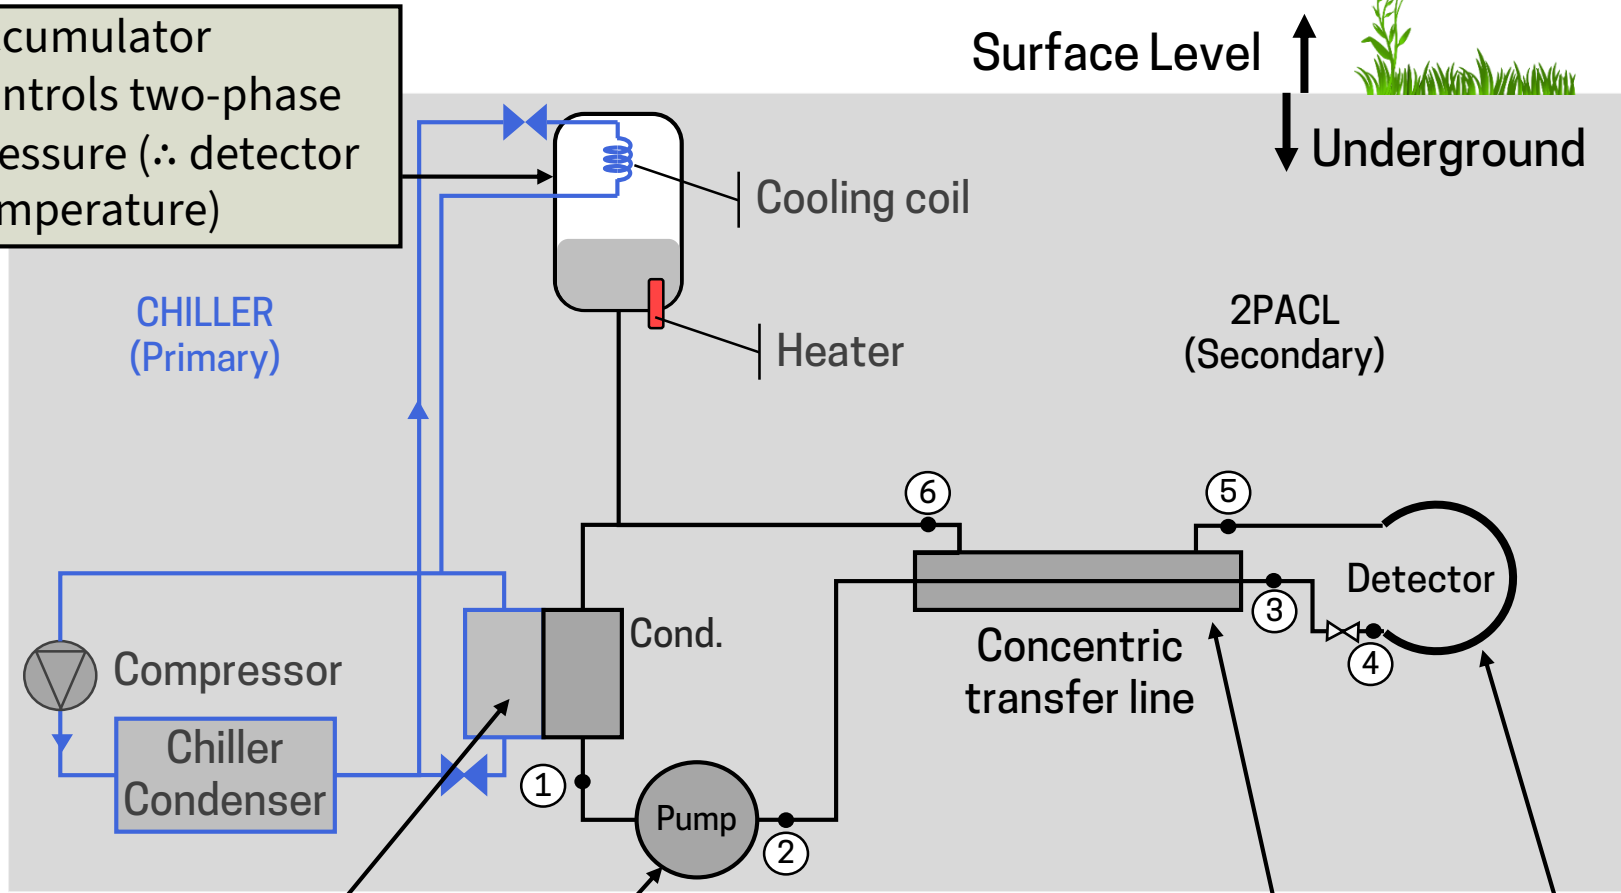 cumulator
ntrols two-phase
essure (∴ detector
mperature)
Surface Level
Underground
Cooling coil
CHILLER
(Primary)
Heater
2PACL
(Secondary)
6
5
Detector
3
4
Cond.
Concentric
transfer line
Compressor
Chiller
Condenser
1
Pump
2